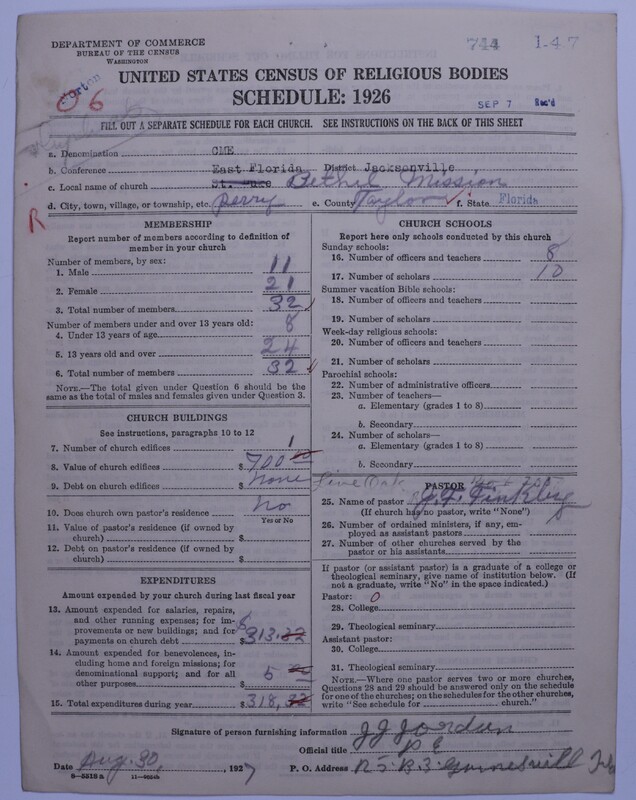 DEPARTMENT OF COMMERCE
BUREAU OF THE CENSUS
WASHINGTON
744 1-47
Norton
06
UNITED STATES CENSUS OF RELIGIOUS BODIES
SCHEDULE: 1926
SEP 7 Rec'd
FILL OUT A SEPARATE SCHEDULE FOR EACH CHURCH. SEE INSTRUCTIONS ON THE BACK OF THIS SHEET
a. Denomination CME
b. Conference East Florida District Jacksonville
c. Local name of church St. Luke Bethel Mission
d. City, town, village, or township, etc. Perry e. County Taylor f. State Florida
R
MEMBERSHIP
Report number of members according to definition of
member in your church
Number of members, by sex:
1. Male 11
2. Female 21
3. Total number of members 32
Number of members under and over 13 years old:
4. Under 13 years of age 8
5. 13 years old and over 24
6. Total number of members 32
NOTE.—The total given under Question 6 should be
the same as the total of males and females given under Question 3.
CHURCH BUILDINGS
See instructions, paragraphs 10 to 12
7. Number of church edifices 1
8. Value of church edifices $ 700 00
9. Debt on church edifices $ None
10. Does church own pastor's residence No
Yes or No
11. Value of pastor's residence (if owned by
church) $
12. Debt on pastor's residence (if owned by
church) $
EXPENDITURES
Amount expended by your church during last fiscal year
13. Amount expended for salaries, repairs,
and other running expenses; for im-
provements or new buildings; and for
payments on church debt $ 313.32
14. Amount expended for benevolences,
including home and foreign missions; for
denominational support; and for all
other purposes 5 00
15. Total expenditures during year $ 318,32
CHURCH SCHOOLS
Report here only schools conducted by this church
Sunday schools:
16. Number of officers and teachers 8
17. Number of scholars 10
Summer vacation Bible schools:
18. Number of officers and teachers
19. Number of scholars
Week-day religious schools:
20. Number of officers and teachers
21. Number of scholars
Parochial schools:
22. Number of administrative officers
23. Number of teachers—
a. Elementary (grades 1 to 8)
b. Secondary
24. Number of scholars—
a. Elementary (grades 1 to 8)
b. Secondary
Live Oak
PASTOR
25. Name of pastor J.F. Finkley
(If church has no pastor, write "None")
26. Number of ordained ministers, if any, em-
ployed as assistant pastors
27. Number of other churches served by the
pastor or his assistants
If pastor (or assistant pastor) is a graduate of a college or
theological seminary, give name of institution below. (If
not a graduate, write "No" in the space indicated.)
Pastor: 0
28. College
29. Theological seminary
Assistant pastor:
30. College
31. Theological seminary
NOTE.—Where one pastor serves two or more churches,
Questions 28 and 29 should be answered only on the schedule
for one of the churches; on the schedules for the other churches,
write "See schedule for church."
Signature of person furnishing information J J Jordan
Official title P E
Date Aug. 30, 1927 P. O. Address R.5. B.3. Gainesvill Fla
8-5518a